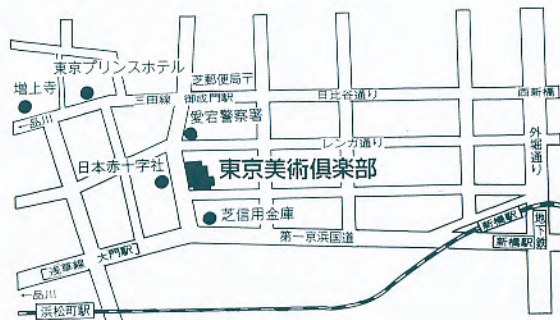 東京プリンスホテル
芝郵便局〒
増上寺
三田線
御成門駅
日比谷通り
西新橋
←品川
愛宕警察署
レンガ通り
外堀通り
日本赤十字社
東京美術倶楽部
芝信用金庫
第一京浜国道
新橋駅
新橋駅
地下鉄
浅草線
大門駅
←品川
浜松町駅